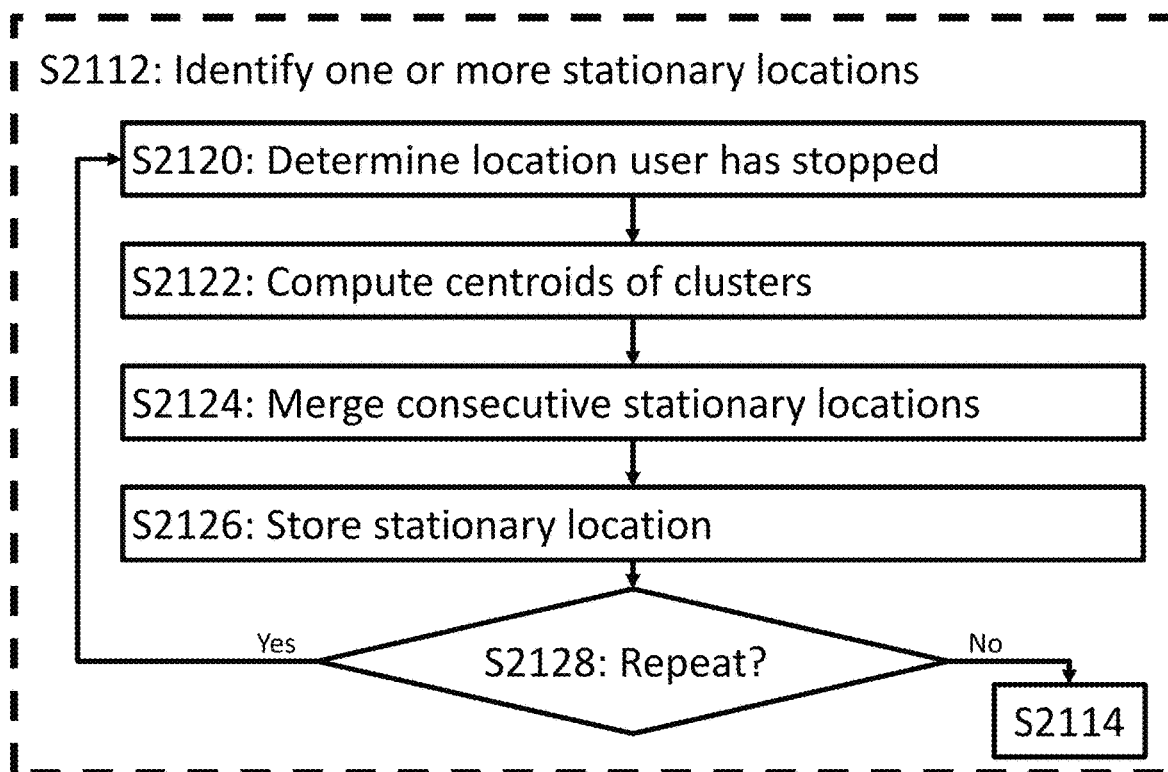 S2112: Identify one or more stationary locations
S2120: Determine location user has stopped
S2122: Compute centroids of clusters
S2124: Merge consecutive stationary locations
S2126: Store stationary location
Yes
S2128: Repeat?
No
S2114